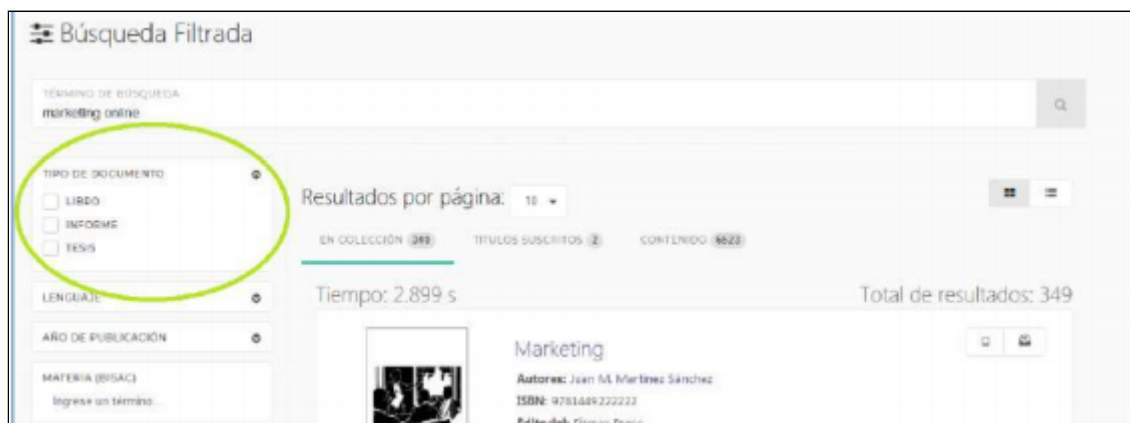 Búsqueda Filtrada
TÉRMINO DE BÚSQUEDA
marketing online
TIPO DE DOCUMENTO
LIBRO
INFORME
TESIS
LENGUAJE
AÑO DE PUBLICACIÓN
MATERIA (BISAC)
Ingrese un término...
Resultados por página: 10
EN COLECCIÓN 349 TITULOS SUSCRITOS 2 CONTENIDO 6523
Tiempo: 2.899 s Total de resultados: 349
Marketing
Autores: Juan M. Martínez Sánchez
ISBN: 9781449222222